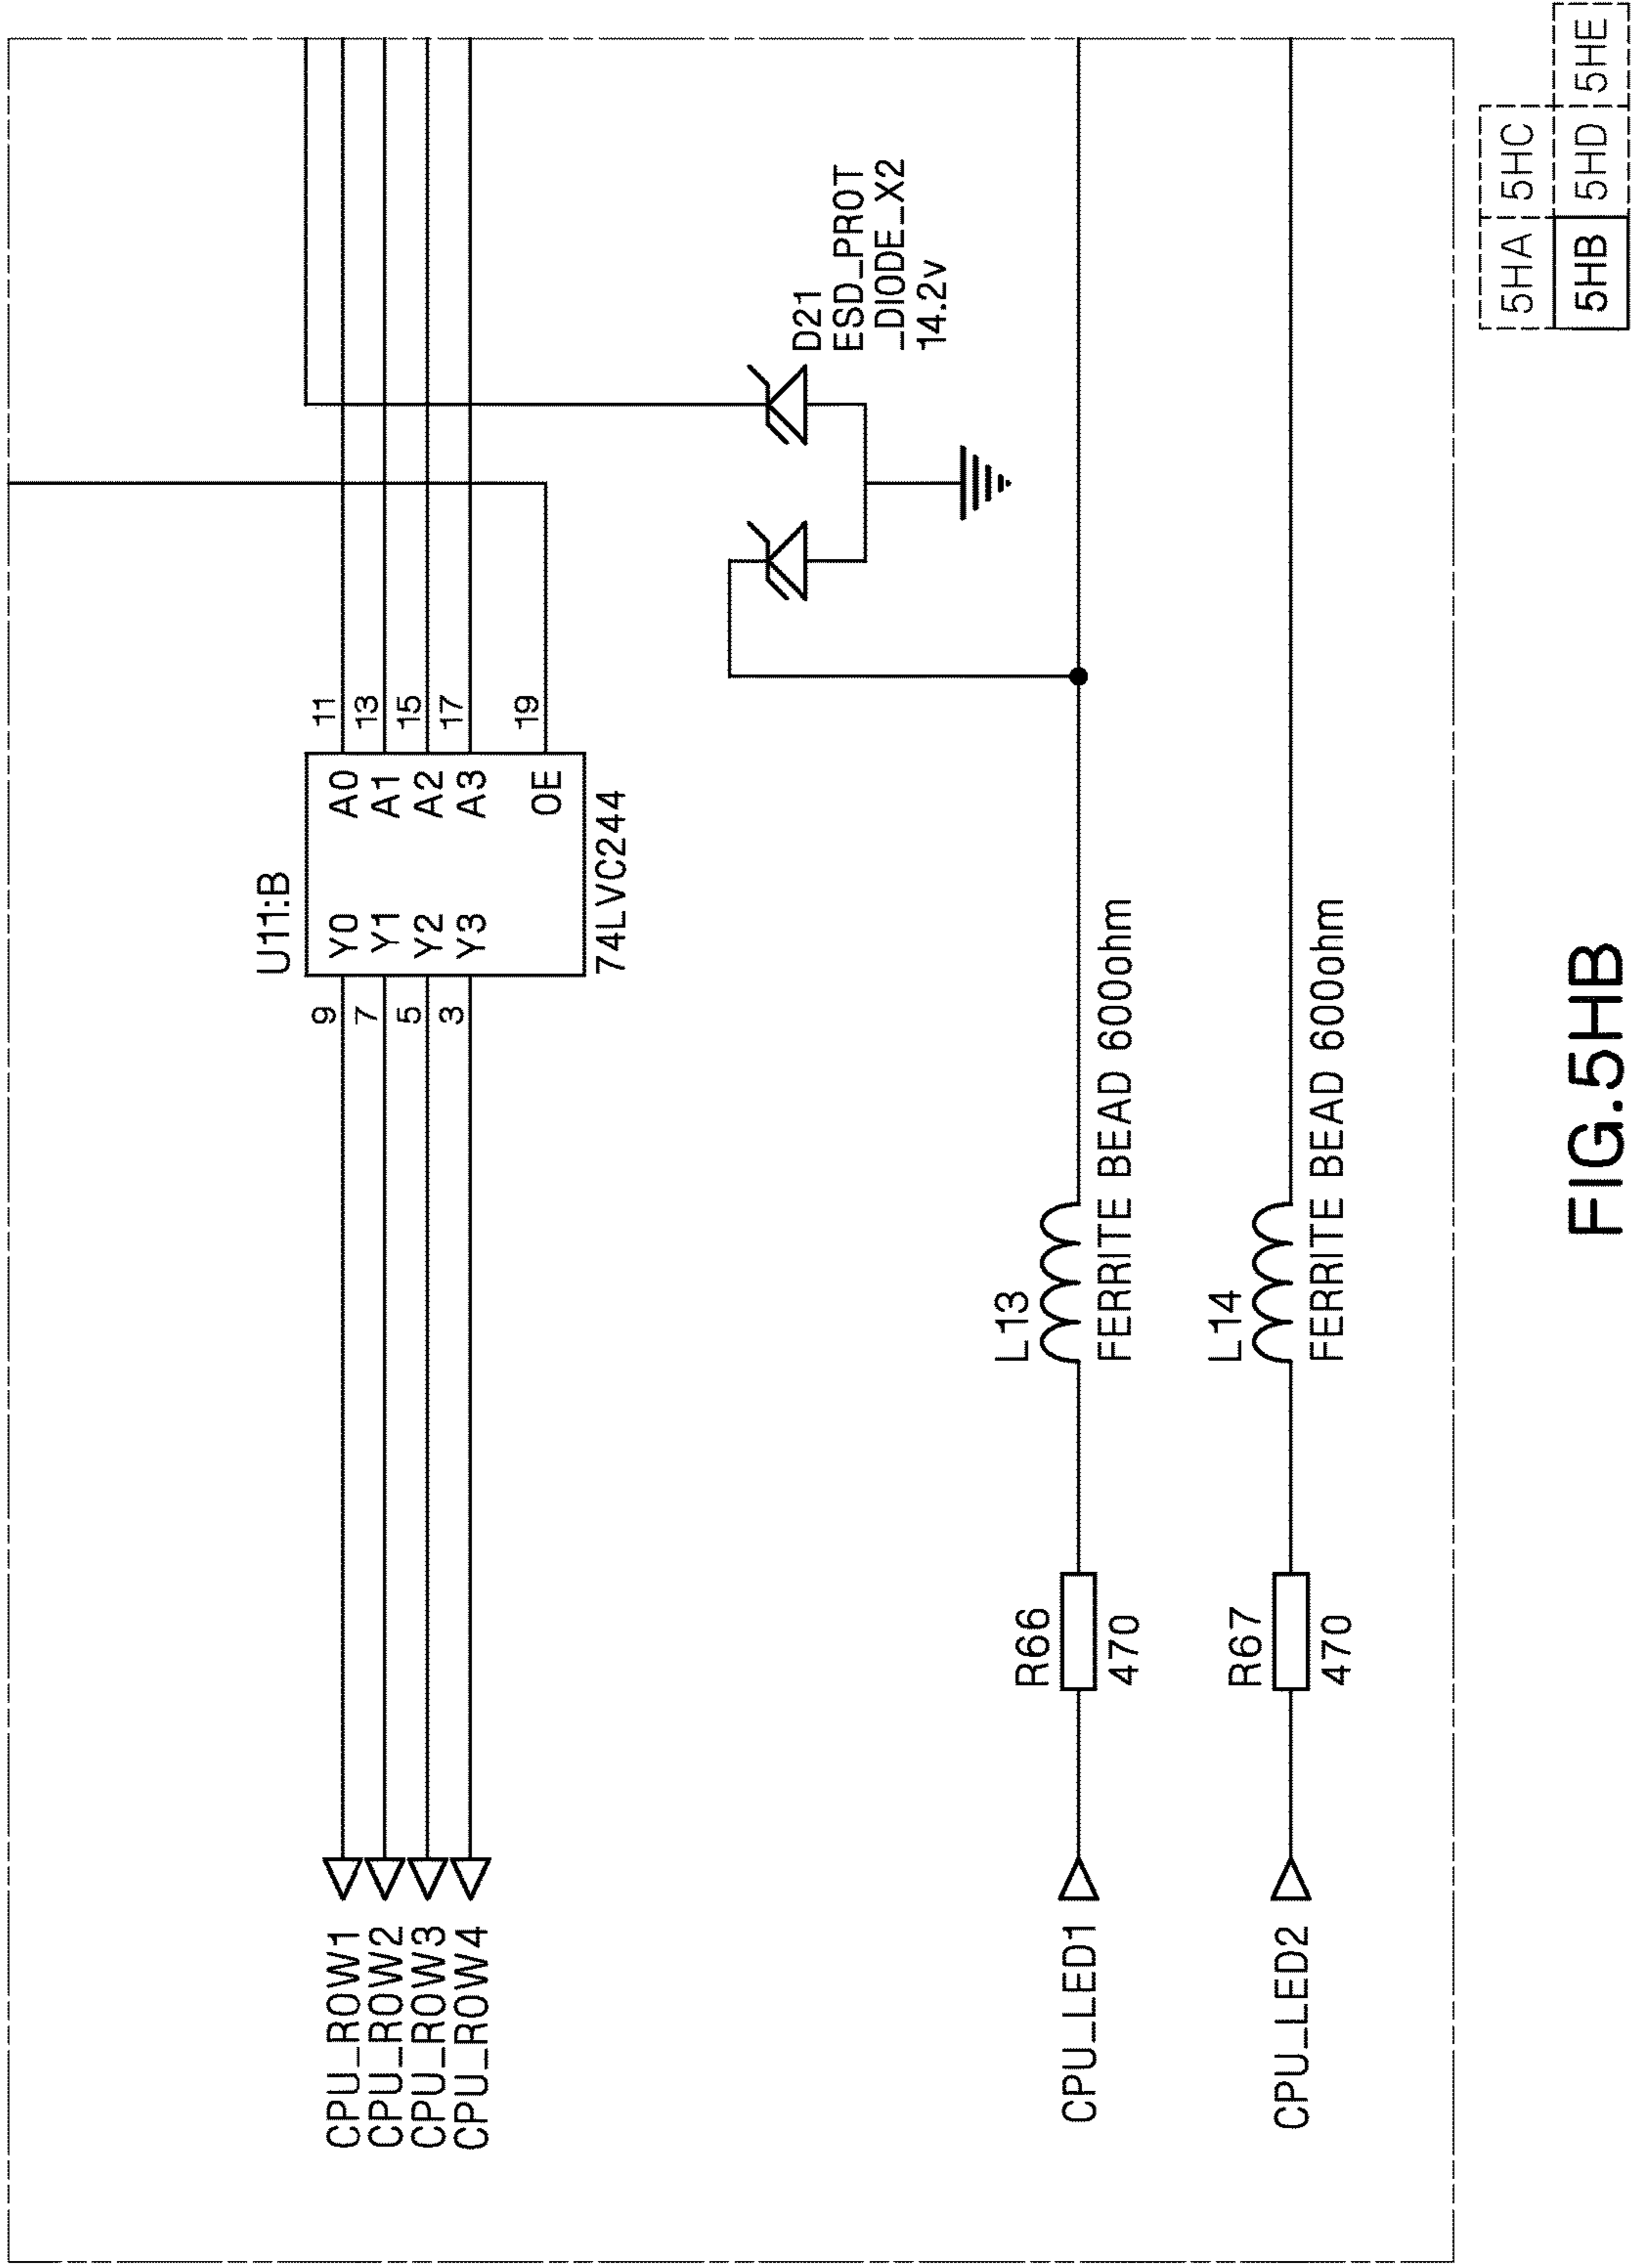 U11:B
9 Y0 A0 11
7 Y1 A1 13
5 Y2 A2 15
3 Y3 A3 17
OE 19
74LVC244
CPU_ROW1
CPU_ROW2
CPU_ROW3
CPU_ROW4
D21
ESD_PROT
_DIODE_X2
14.2v
L13
R66
CPU_LED1
470
FERRITE BEAD 600ohm
L14
R67
CPU_LED2
470
FERRITE BEAD 600ohm
5HA 5HC
5HB 5HD 5HE
FIG.5HB